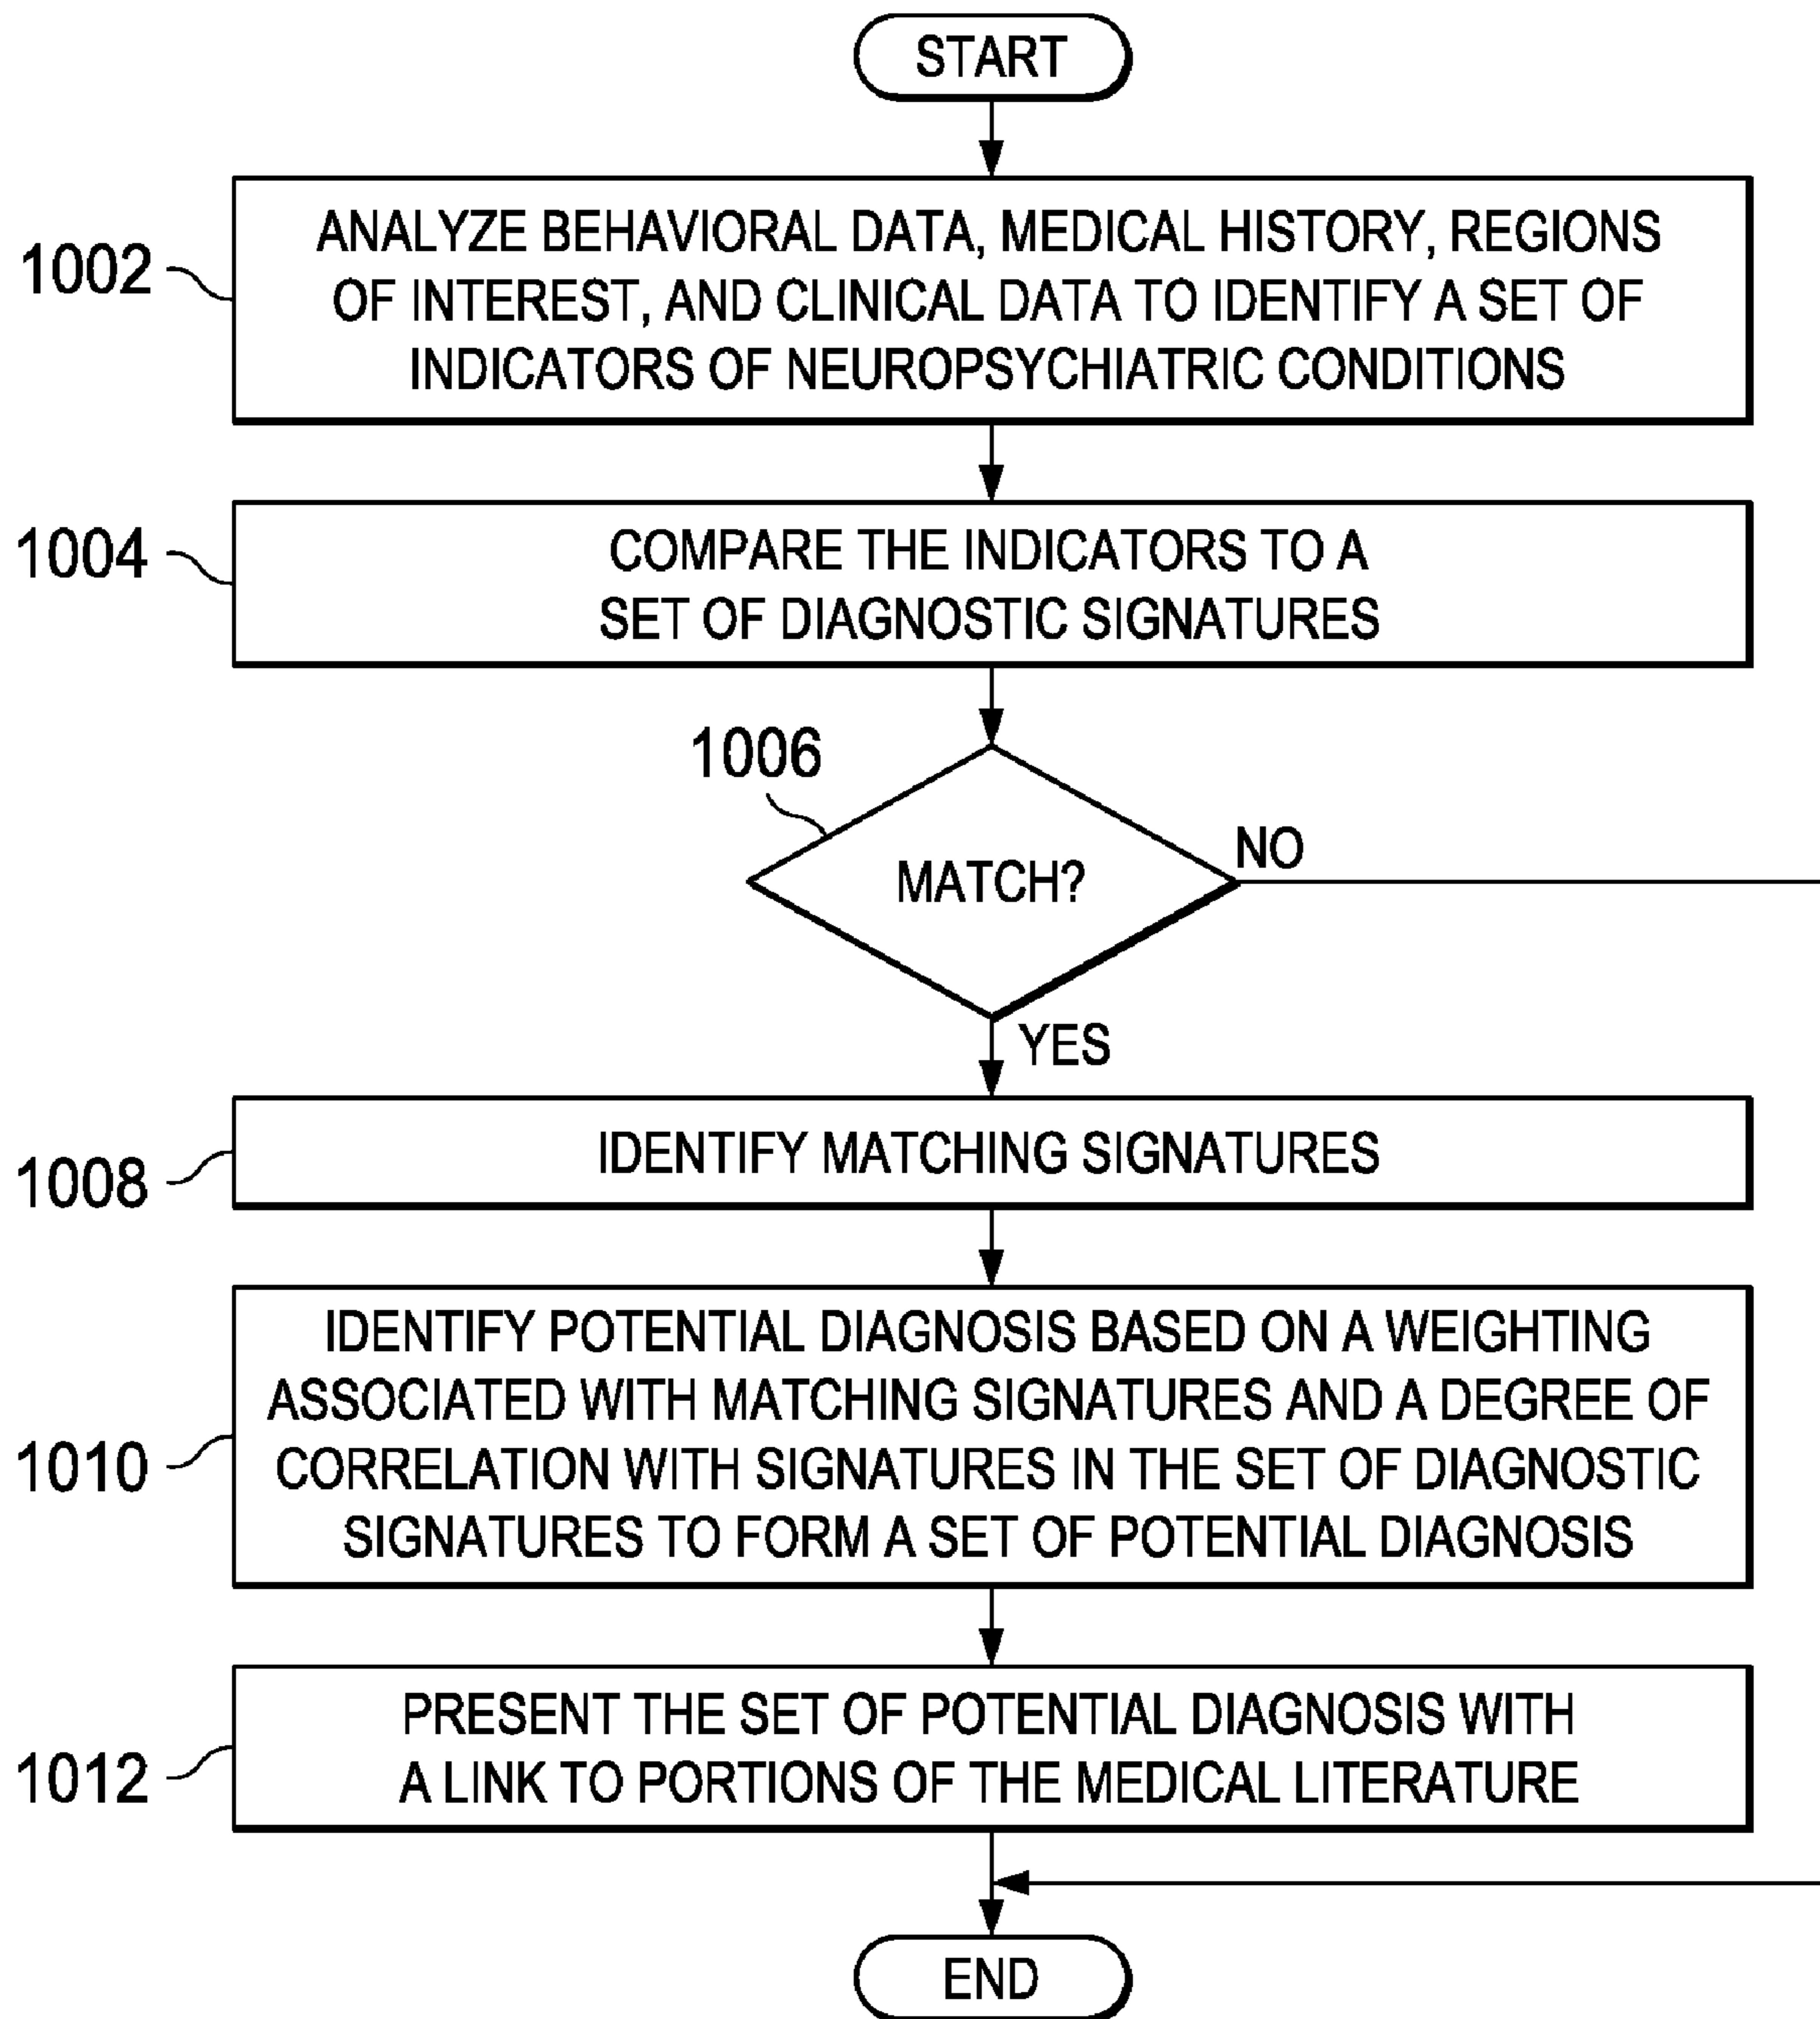 START
1002
ANALYZE BEHAVIORAL DATA, MEDICAL HISTORY, REGIONS
OF INTEREST, AND CLINICAL DATA TO IDENTIFY A SET OF
INDICATORS OF NEUROPSYCHIATRIC CONDITIONS
1004
COMPARE THE INDICATORS TO A
SET OF DIAGNOSTIC SIGNATURES
1006
MATCH?
NO
YES
1008
IDENTIFY MATCHING SIGNATURES
1010
IDENTIFY POTENTIAL DIAGNOSIS BASED ON A WEIGHTING
ASSOCIATED WITH MATCHING SIGNATURES AND A DEGREE OF
CORRELATION WITH SIGNATURES IN THE SET OF DIAGNOSTIC
SIGNATURES TO FORM A SET OF POTENTIAL DIAGNOSIS
1012
PRESENT THE SET OF POTENTIAL DIAGNOSIS WITH
A LINK TO PORTIONS OF THE MEDICAL LITERATURE
END